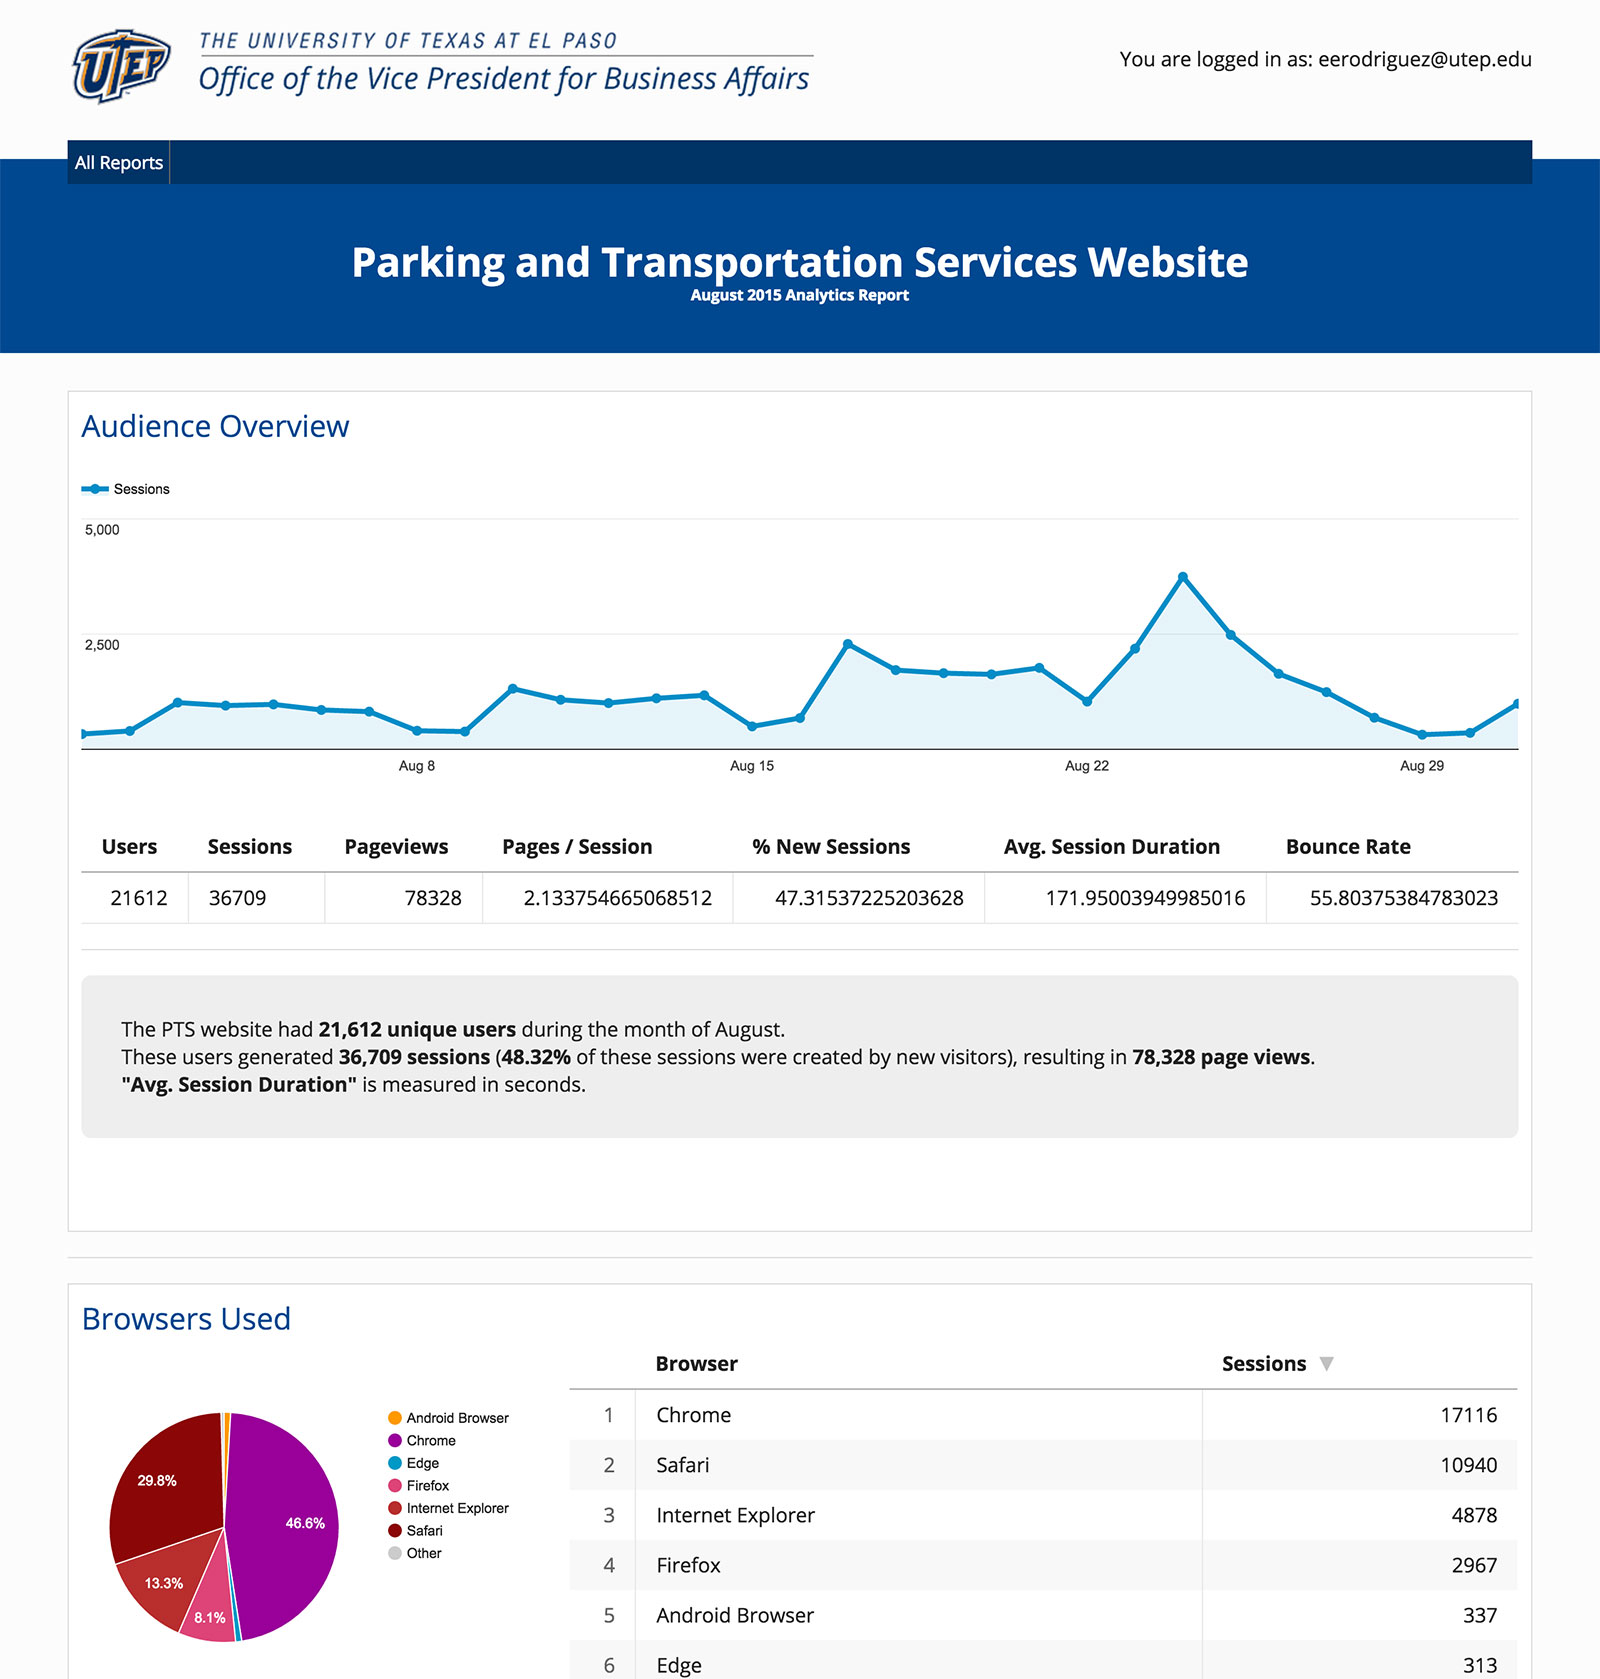 UTEP
THE UNIVERSITY OF TEXAS AT EL PASO
Office of the Vice President for Business Affairs
You are logged in as: eerodriguez@utep.edu
All Reports
Parking and Transportation Services Website
August 2015 Analytics Report
Audience Overview
Sessions
5,000
2,500
Aug 8 Aug 15 Aug 22 Aug 29
Users Sessions Pageviews Pages / Session % New Sessions Avg. Session Duration Bounce Rate
21612 36709 78328 2.133754665068512 47.31537225203628 171.95003949985016 55.80375384783023
The PTS website had 21,612 unique users during the month of August.
These users generated 36,709 sessions (48.32% of these sessions were created by new visitors), resulting in 78,328 page views.
"Avg. Session Duration" is measured in seconds.
Browsers Used
29.8%
46.6%
13.3%
8.1%
Android Browser
Chrome
Edge
Firefox
Internet Explorer
Safari
Other
Browser Sessions ▼
1 Chrome 17116
2 Safari 10940
3 Internet Explorer 4878
4 Firefox 2967
5 Android Browser 337
6 Edge 313